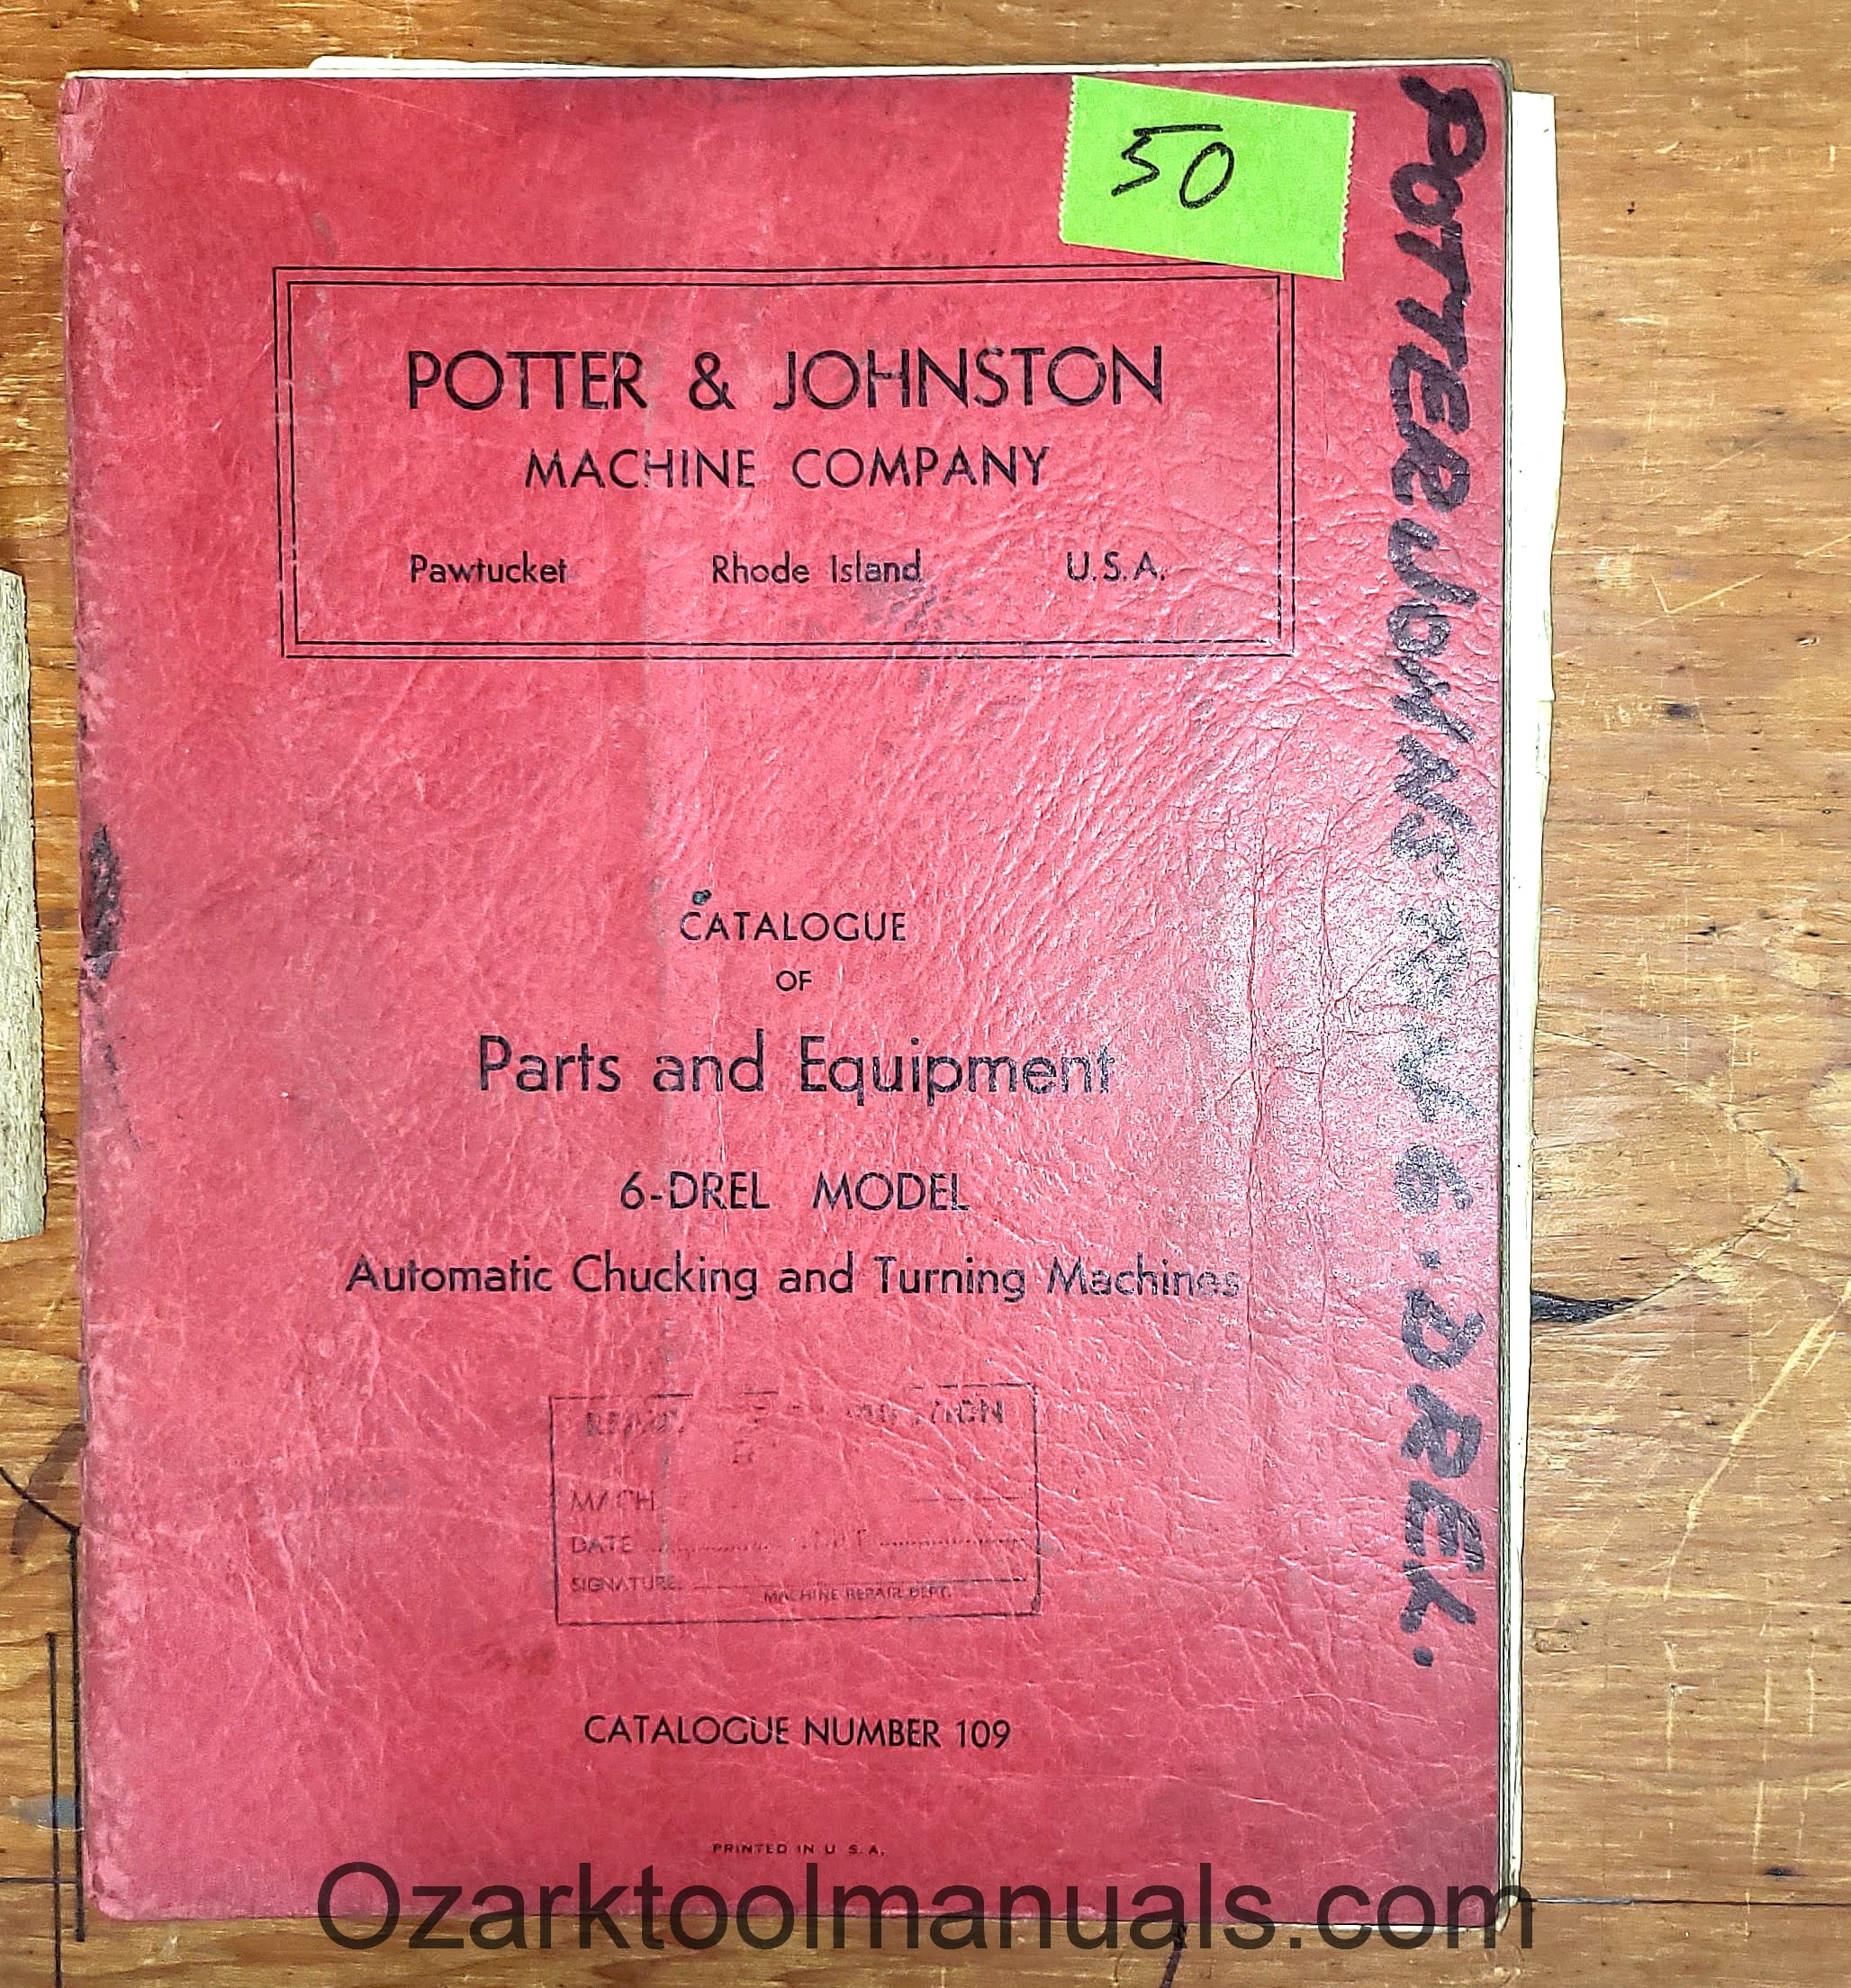 50
POTTER & JOHNSTON
MACHINE COMPANY
Pawtucket Rhode Island U.S.A.
CATALOGUE
OF
Parts and Equipment
6-DREL MODEL
Automatic Chucking and Turning Machines
MACH
DATE
SIGNATURE
MACHINE REPAIR DEPT.
CATALOGUE NUMBER 109
PRINTED IN U. S. A.
POTTER 6.DREL.
Ozarktoolmanuals.com